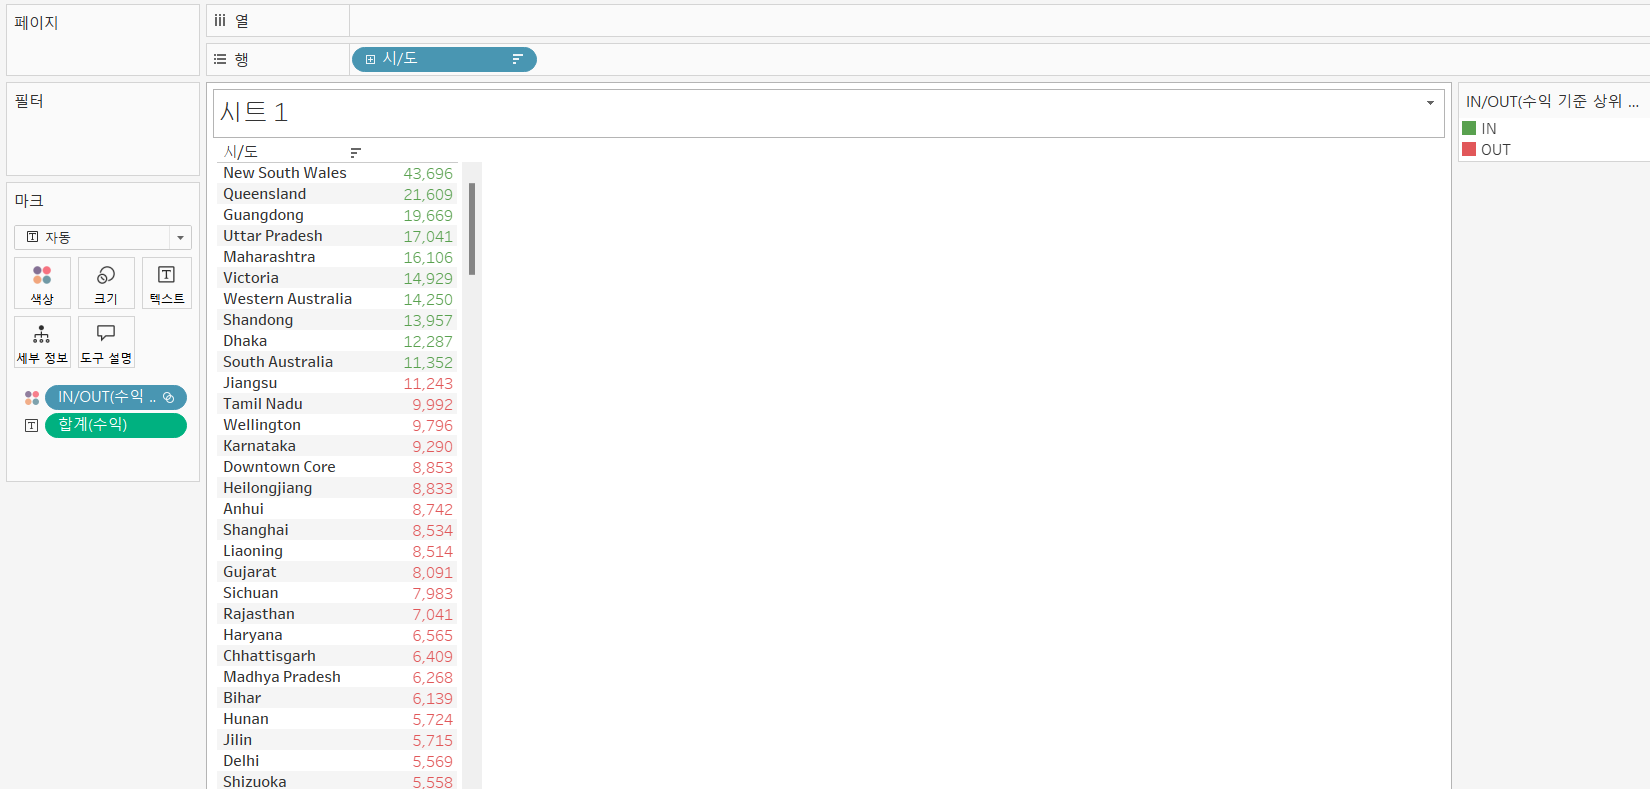 페이지
열
행
시/도
필터
시트 1
IN/OUT(수익 기준 상위 ...
IN
OUT
시/도
New South Wales 43,696
Queensland 21,609
Guangdong 19,669
Uttar Pradesh 17,041
Maharashtra 16,106
Victoria 14,929
Western Australia 14,250
Shandong 13,957
Dhaka 12,287
South Australia 11,352
Jiangsu 11,243
Tamil Nadu 9,992
Wellington 9,796
Karnataka 9,290
Downtown Core 8,853
Heilongjiang 8,833
Anhui 8,742
Shanghai 8,534
Liaoning 8,514
Gujarat 8,091
Sichuan 7,983
Rajasthan 7,041
Haryana 6,565
Chhattisgarh 6,409
Madhya Pradesh 6,268
Bihar 6,139
Hunan 5,724
Jilin 5,715
Delhi 5,569
Shizuoka 5,558
마크
자동
색상 크기 텍스트
세부 정보 도구 설명
IN/OUT(수익 ..
합계(수익)